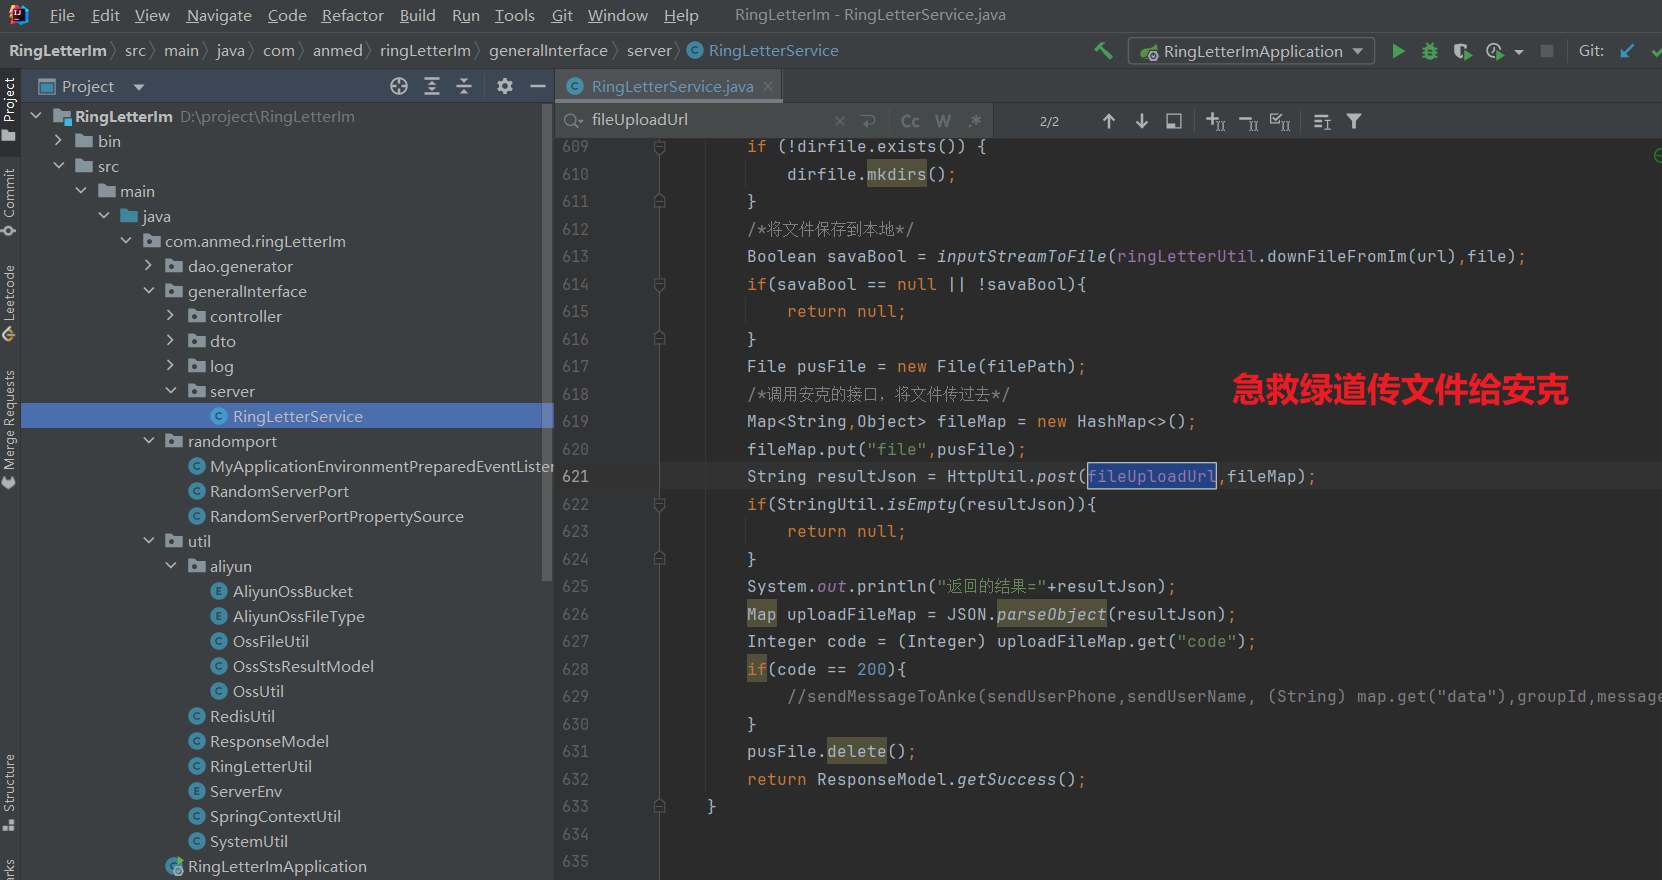 File Edit View Navigate Code Refactor Build Run Tools Git Window Help RingLetterIm - RingLetterService.java
RingLetterIm src main java com anmed ringLetterIm generalInterface server RingLetterService RingLetterImApplication Git:
Project
Commit
Leetcode
Merge Requests
Structure
Project
RingLetterIm D:\project\RingLetterIm
bin
src
main
java
com.anmed.ringLetterIm
dao.generator
generalInterface
controller
dto
log
server
RingLetterService
randomport
MyApplicationEnvironmentPreparedEventLister
RandomServerPort
RandomServerPortPropertySource
util
aliyun
AliyunOssBucket
AliyunOssFileType
OssFileUtil
OssStsResultModel
OssUtil
RedisUtil
ResponseModel
RingLetterUtil
ServerEnv
SpringContextUtil
SystemUtil
RingLetterImApplication
RingLetterService.java
fileUploadUrl Cc W .* 2/2
609 if (!dirfile.exists()) {
610 dirfile.mkdirs();
611 }
612 /*将文件保存到本地*/
613 Boolean savaBool = inputStreamToFile(ringLetterUtil.downFileFromIm(url),file);
614 if(savaBool == null || !savaBool){
615 return null;
616 }
617 File pusFile = new File(filePath);
618 /*调用安克的接口，将文件传过去*/
619 Map<String,Object> fileMap = new HashMap<>();
620 fileMap.put("file",pusFile);
621 String resultJson = HttpUtil.post(fileUploadUrl,fileMap);
622 if(StringUtil.isEmpty(resultJson)){
623 return null;
624 }
625 System.out.println("返回的结果="+resultJson);
626 Map uploadFileMap = JSON.parseObject(resultJson);
627 Integer code = (Integer) uploadFileMap.get("code");
628 if(code == 200){
629 //sendMessageToAnke(sendUserPhone,sendUserName, (String) map.get("data"),groupId,message
630 }
631 pusFile.delete();
632 return ResponseModel.getSuccess();
633 }
634
635
急救绿道传文件给安克